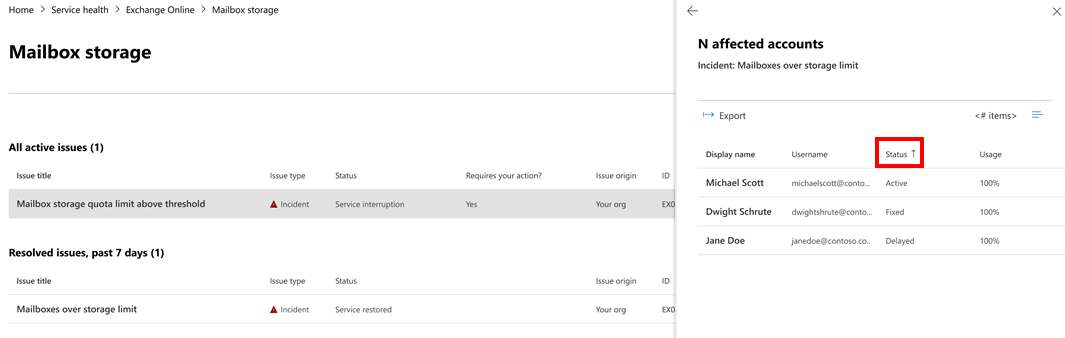 Home > Service health > Exchange Online > Mailbox storage
Mailbox storage
All active issues (1)
Issue title Issue type Status Requires your action? Issue origin ID
Mailbox storage quota limit above threshold Incident Service interruption Yes Your org EX0
Resolved issues, past 7 days (1)
Issue title Issue type Status Issue origin ID
Mailboxes over storage limit Incident Service restored Your org EX0
N affected accounts
Incident: Mailboxes over storage limit
Export <# items>
Display name Username Status ↑ Usage
Michael Scott michaelscott@conto... Active 100%
Dwight Schrute dwightshrute@conto... Fixed 100%
Jane Doe janedoe@contoso.co.. Delayed 100%